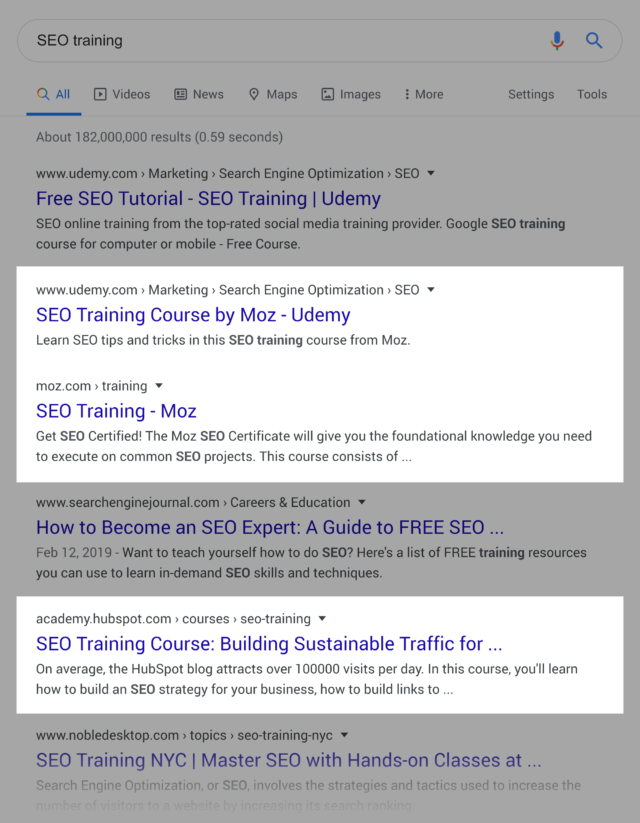 SEO training
All Videos News Maps Images More Settings Tools
About 182,000,000 results (0.59 seconds)
www.udemy.com › Marketing › Search Engine Optimization › SEO
Free SEO Tutorial - SEO Training | Udemy
SEO online training from the top-rated social media training provider. Google SEO training
course for computer or mobile - Free Course.
www.udemy.com › Marketing › Search Engine Optimization › SEO
SEO Training Course by Moz - Udemy
Learn SEO tips and tricks in this SEO training course from Moz.
moz.com › training
SEO Training - Moz
Get SEO Certified! The Moz SEO Certificate will give you the foundational knowledge you need
to execute on common SEO projects. This course consists of ...
www.searchenginejournal.com › Careers & Education
How to Become an SEO Expert: A Guide to FREE SEO ...
Feb 12, 2019 - Want to teach yourself how to do SEO? Here's a list of FREE training resources
you can use to learn in-demand SEO skills and techniques.
academy.hubspot.com › courses › seo-training
SEO Training Course: Building Sustainable Traffic for ...
On average, the HubSpot blog attracts over 100000 visits per day. In this course, you'll learn
how to build an SEO strategy for your business, how to build links to ...
www.nobledesktop.com › topics › seo-training-nyc
SEO Training NYC | Master SEO with Hands-on Classes at ...
Search Engine Optimization, or SEO, involves the strategies and tactics used to increase the
number of visitors to a website by increasing its search ranking.